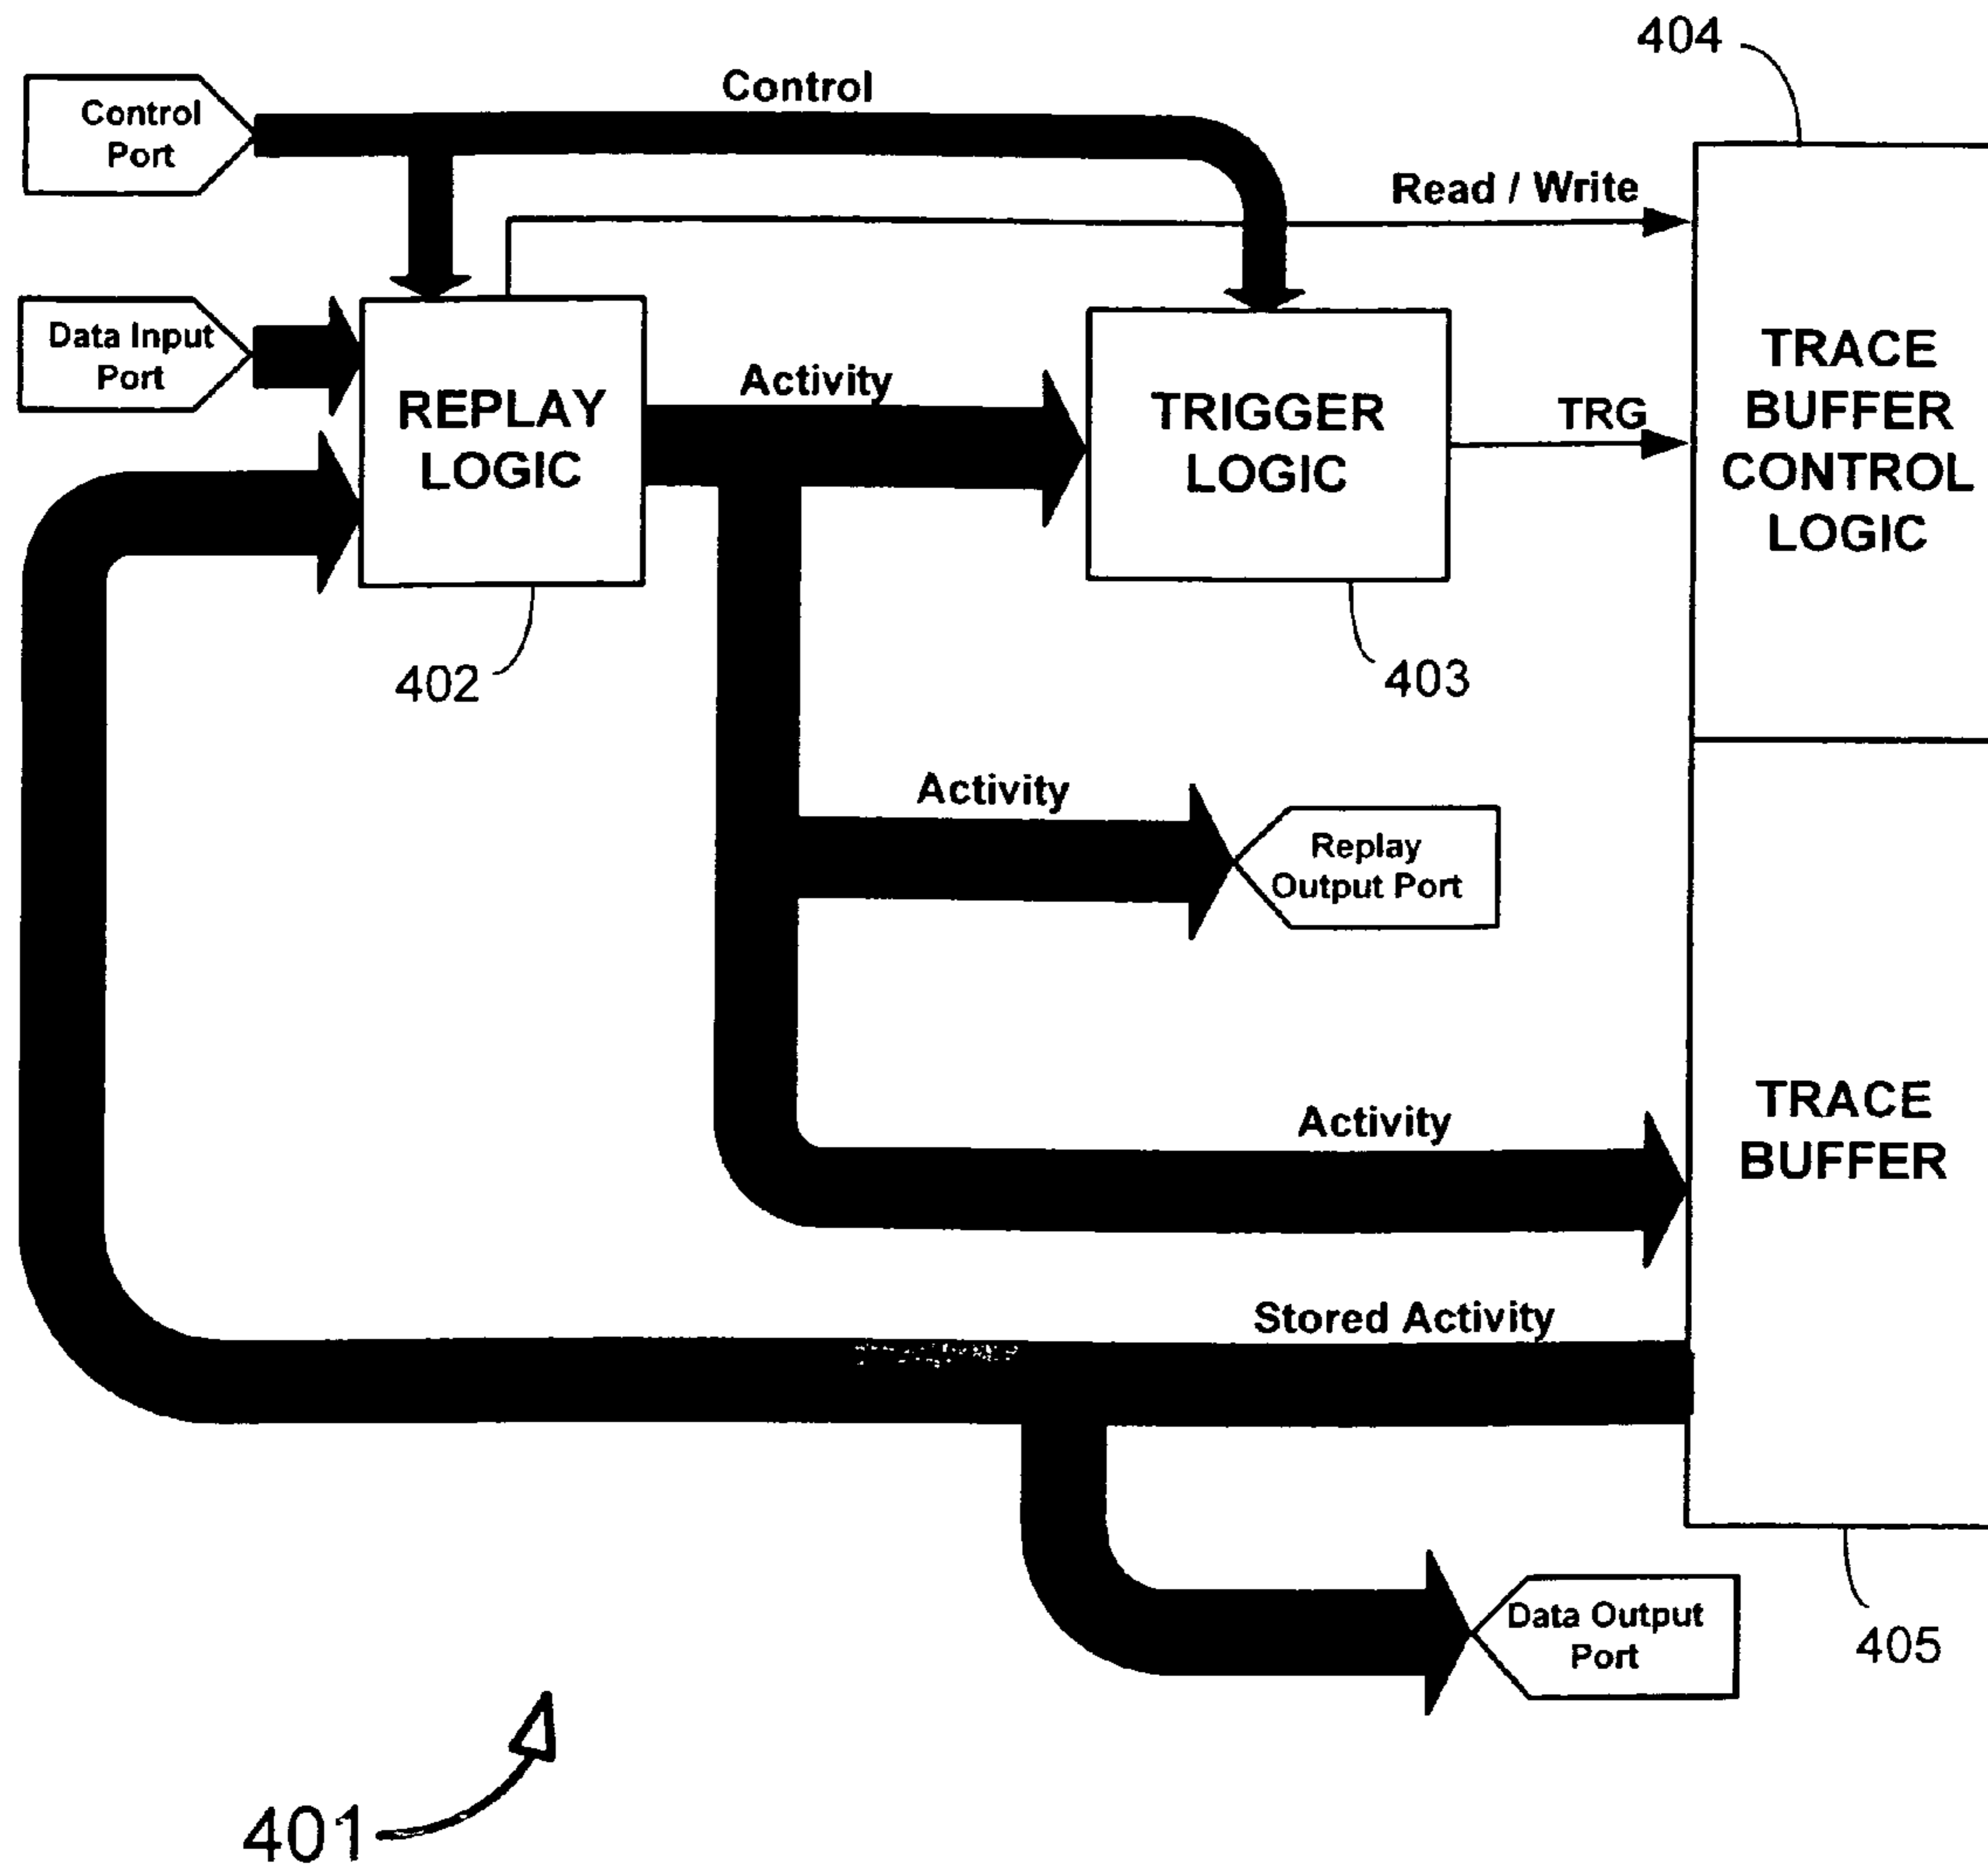 404
Control
Control
Port
Read / Write
Data Input
Port
REPLAY
LOGIC
Activity
TRIGGER
LOGIC
TRG
TRACE
BUFFER
CONTROL
LOGIC
402
403
Activity
Replay
Output Port
Activity
TRACE
BUFFER
Stored Activity
Data Output
Port
405
401